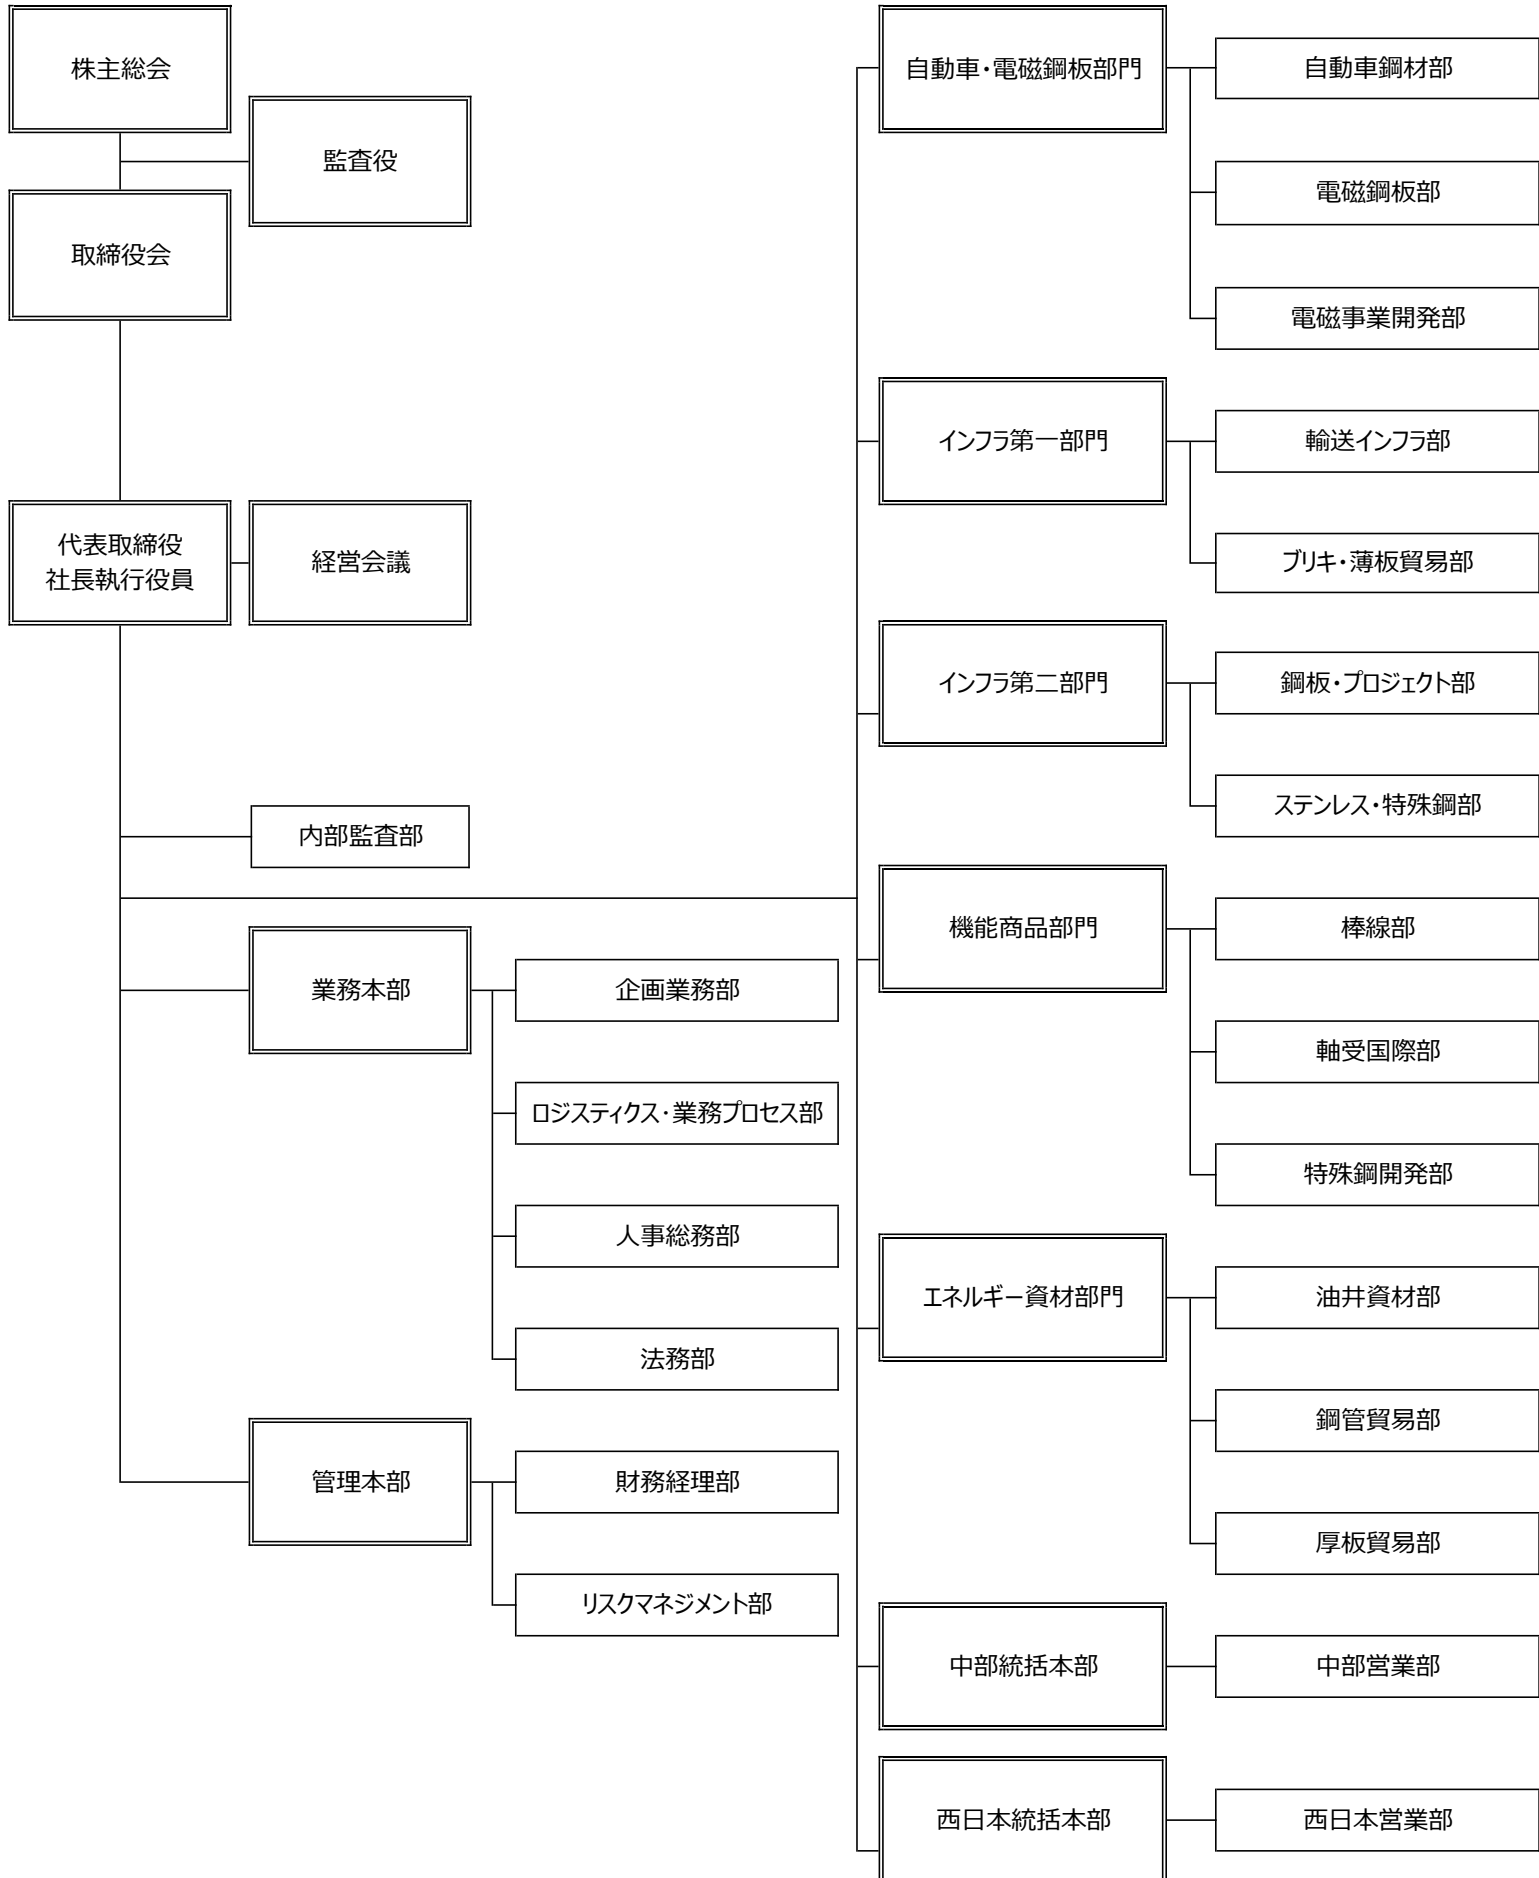 株主総会
監査役
取締役会
代表取締役
社長執行役員
経営会議
内部監査部
業務本部
企画業務部
ロジスティクス・業務プロセス部
人事総務部
法務部
管理本部
財務経理部
リスクマネジメント部
自動車・電磁鋼板部門
自動車鋼材部
電磁鋼板部
電磁事業開発部
インフラ第一部門
輸送インフラ部
ブリキ・薄板貿易部
インフラ第二部門
鋼板・プロジェクト部
ステンレス・特殊鋼部
機能商品部門
棒線部
軸受国際部
特殊鋼開発部
エネルギー資材部門
油井資材部
鋼管貿易部
厚板貿易部
中部統括本部
中部営業部
西日本統括本部
西日本営業部